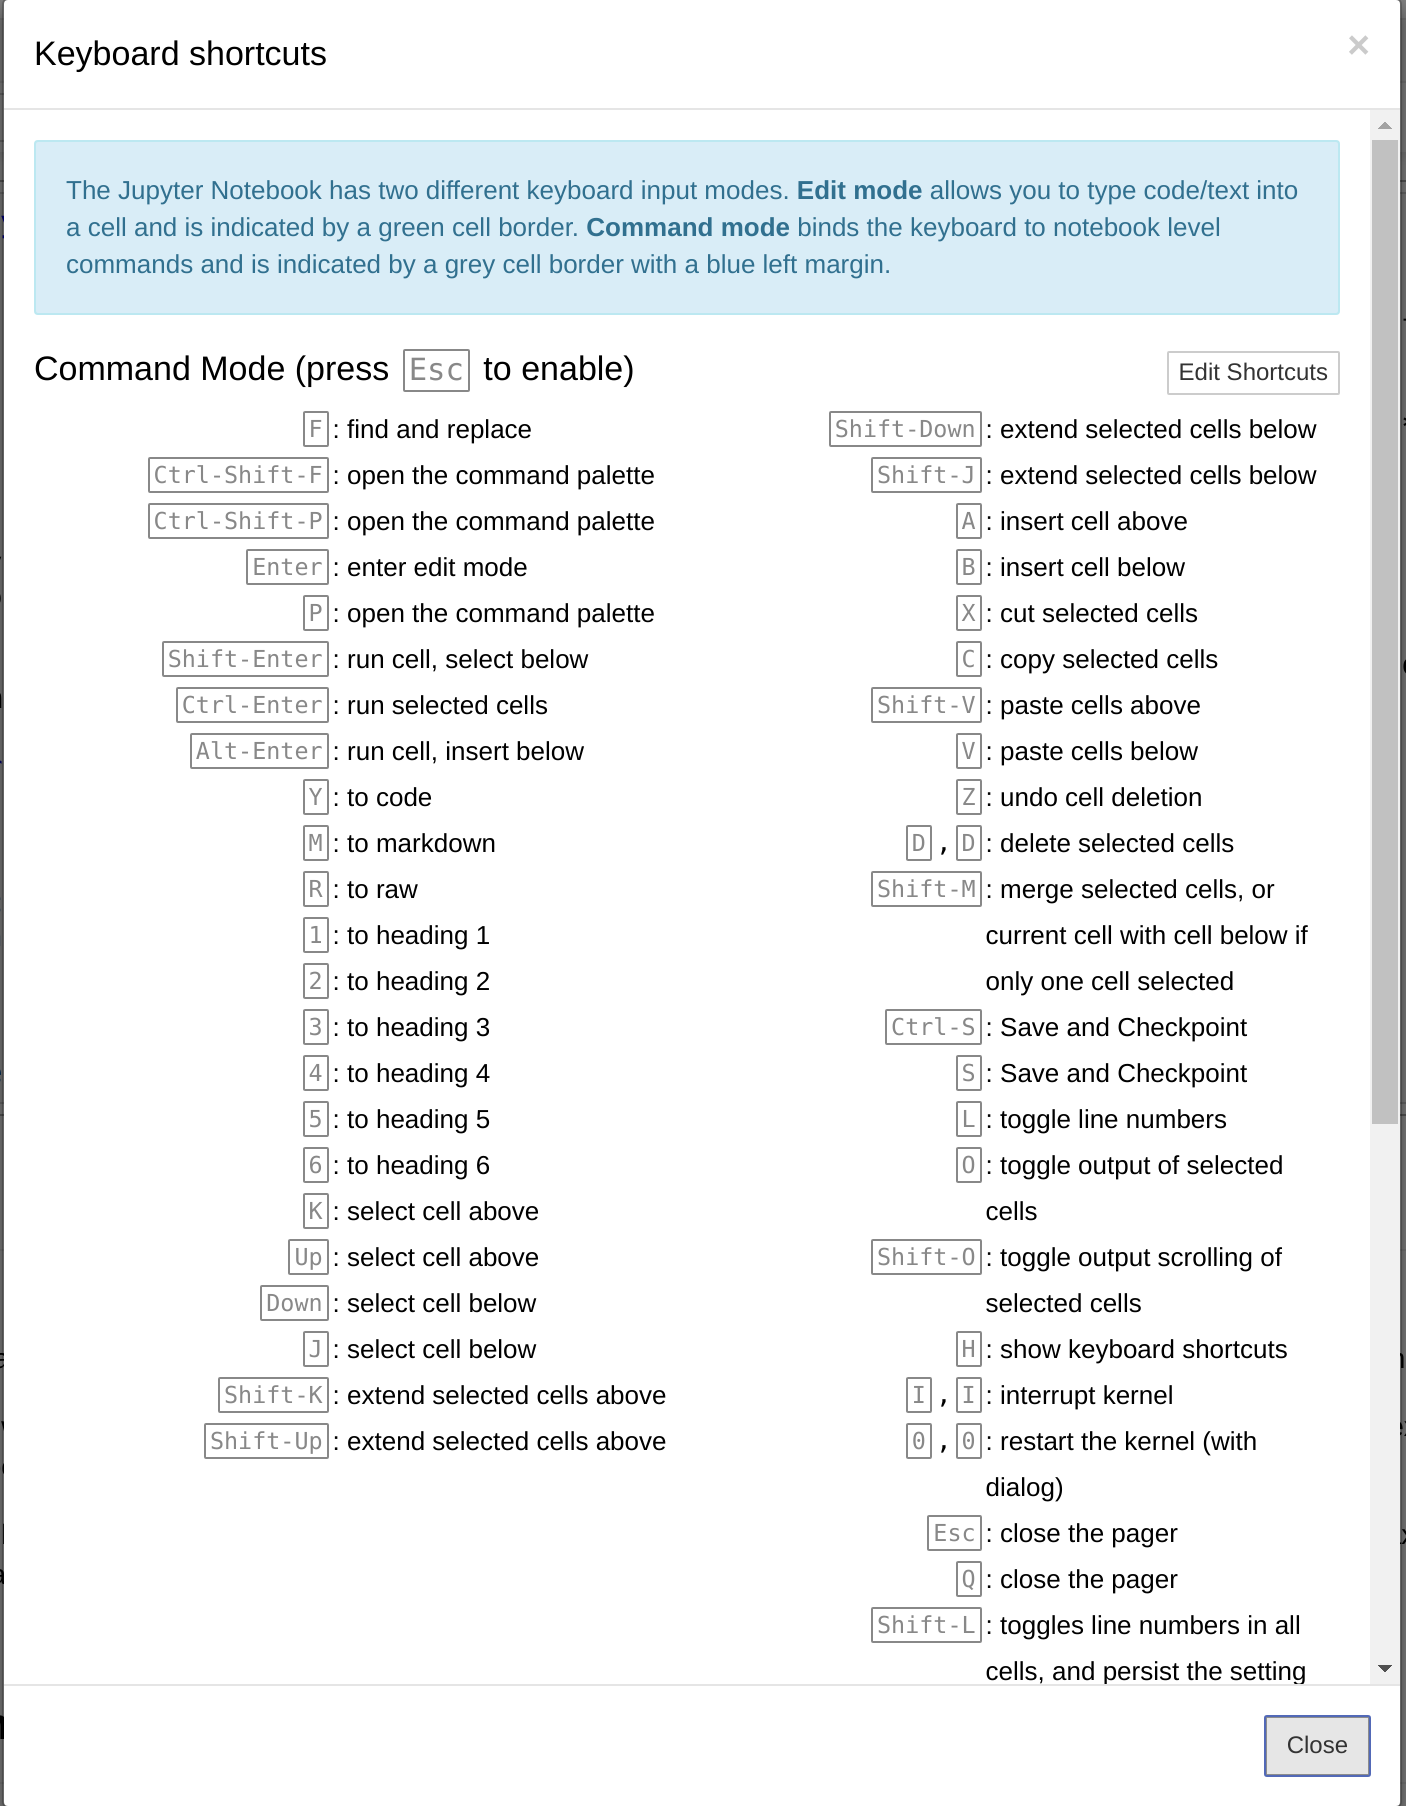 Keyboard shortcuts
×
The Jupyter Notebook has two different keyboard input modes. Edit mode allows you to type code/text into
a cell and is indicated by a green cell border. Command mode binds the keyboard to notebook level
commands and is indicated by a grey cell border with a blue left margin.
Command Mode (press Esc to enable)
Edit Shortcuts
F : find and replace
Ctrl-Shift-F : open the command palette
Ctrl-Shift-P : open the command palette
Enter : enter edit mode
P : open the command palette
Shift-Enter : run cell, select below
Ctrl-Enter : run selected cells
Alt-Enter : run cell, insert below
Y : to code
M : to markdown
R : to raw
1 : to heading 1
2 : to heading 2
3 : to heading 3
4 : to heading 4
5 : to heading 5
6 : to heading 6
K : select cell above
Up : select cell above
Down : select cell below
J : select cell below
Shift-K : extend selected cells above
Shift-Up : extend selected cells above
Shift-Down : extend selected cells below
Shift-J : extend selected cells below
A : insert cell above
B : insert cell below
X : cut selected cells
C : copy selected cells
Shift-V : paste cells above
V : paste cells below
Z : undo cell deletion
D , D : delete selected cells
Shift-M : merge selected cells, or
current cell with cell below if
only one cell selected
Ctrl-S : Save and Checkpoint
S : Save and Checkpoint
L : toggle line numbers
O : toggle output of selected
cells
Shift-O : toggle output scrolling of
selected cells
H : show keyboard shortcuts
I , I : interrupt kernel
0 , 0 : restart the kernel (with
dialog)
Esc : close the pager
Q : close the pager
Shift-L : toggles line numbers in all
cells, and persist the setting
Close